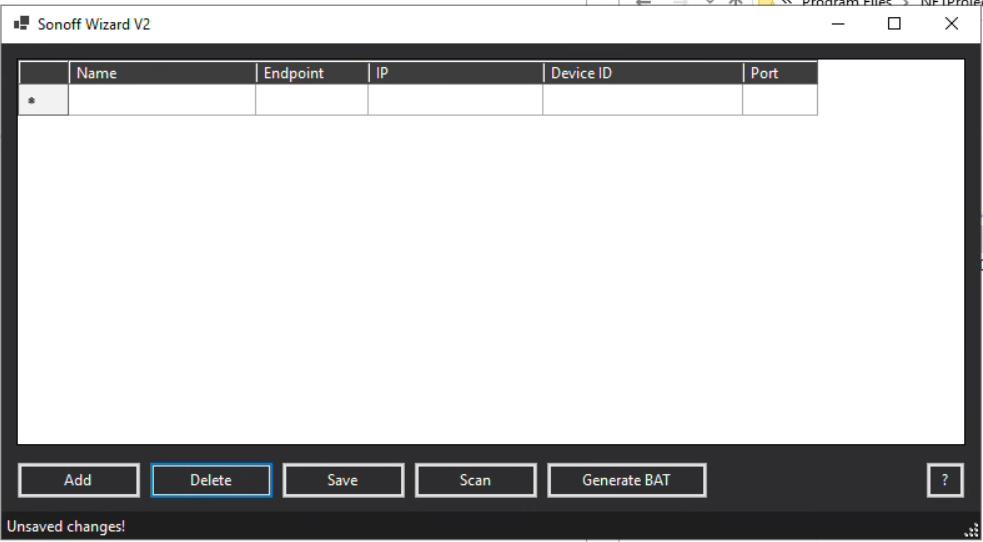 Program Files > .NETProje
Sonoff Wizard V2
Name Endpoint IP Device ID Port
*
Add Delete Save Scan Generate BAT ?
Unsaved changes!